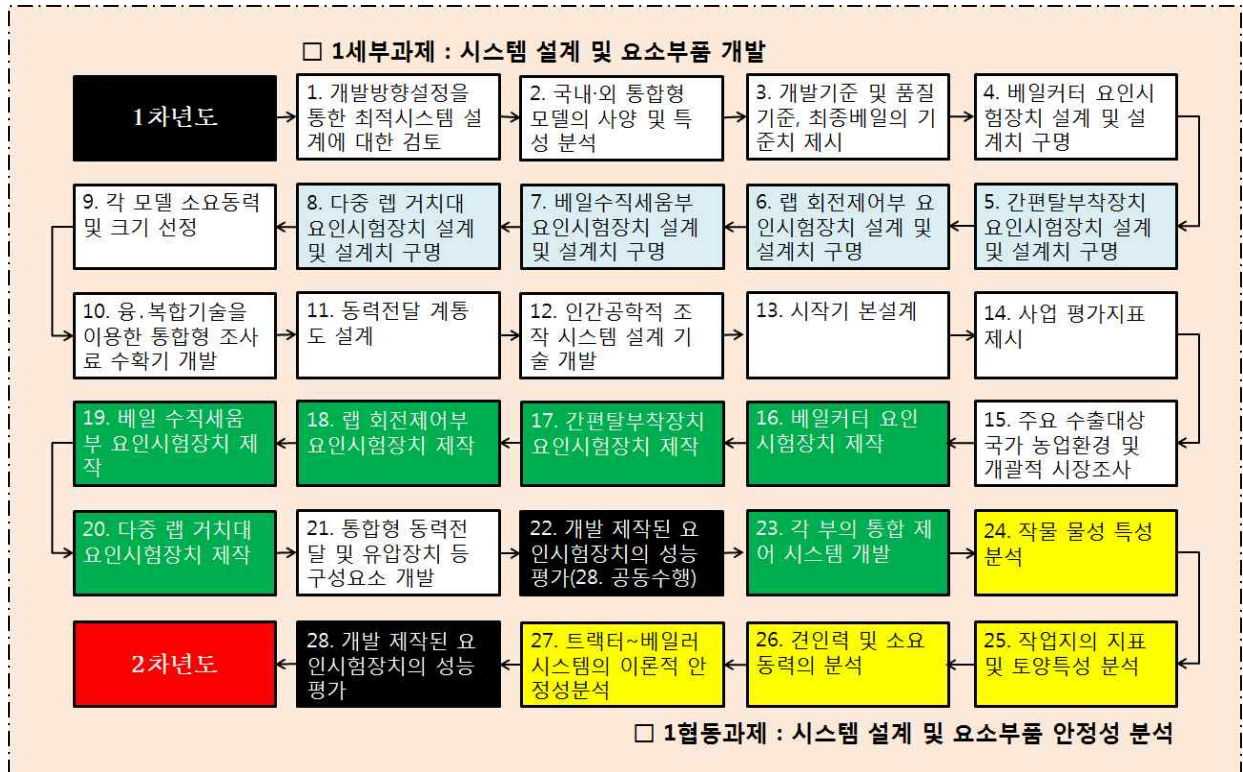 □ 1세부과제 : 시스템 설계 및 요소부품 개발
1차년도
1. 개발방향설정을
통한 최적시스템 설
계에 대한 검토
2. 국내·외 통합형
모델의 사양 및 특
성 분석
3. 개발기준 및 품질
기준, 최종베일의 기
준치 제시
4. 베일커터 요인시
험장치 설계 및 설
계치 구명
5. 간편탈부착장치
요인시험장치 설계
및 설계치 구명
6. 랩 회전제어부 요
인시험장치 설계 및
설계치 구명
7. 베일수직세움부
요인시험장치 설계
및 설계치 구명
8. 다중 렙 거치대
요인시험장치 설계
및 설계치 구명
9. 각 모델 소요동력
및 크기 선정
10. 융.복합기술을
이용한 통합형 조사
료 수확기 개발
11. 동력전달 계통
도 설계
12. 인간공학적 조
작 시스템 설계 기
술 개발
13. 시작기 본설계
14. 사업 평가지표
제시
15. 주요 수출대상
국가 농업환경 및
개괄적 시장조사
16. 베일커터 요인
시험장치 제작
17. 간편탈부착장치
요인시험장치 제작
18. 랩 회전제어부
요인시험장치 제작
19. 베일 수직세움
부 요인시험장치 제
작
20. 다중 랩 거치대
요인시험장치 제작
21. 통합형 동력전
달 및 유압장치 등
구성요소 개발
22. 개발 제작된 요
인시험장치의 성능
평가(28. 공동수행)
23. 각 부의 통합 제
어 시스템 개발
24. 작물 물성 특성
분석
25. 작업지의 지표
및 토양특성 분석
26. 견인력 및 소요
동력의 분석
27. 트랙터~베일러
시스템의 이론적 안
정성분석
28. 개발 제작된 요
인시험장치의 성능
평가
2차년도
□ 1협동과제 : 시스템 설계 및 요소부품 안정성 분석